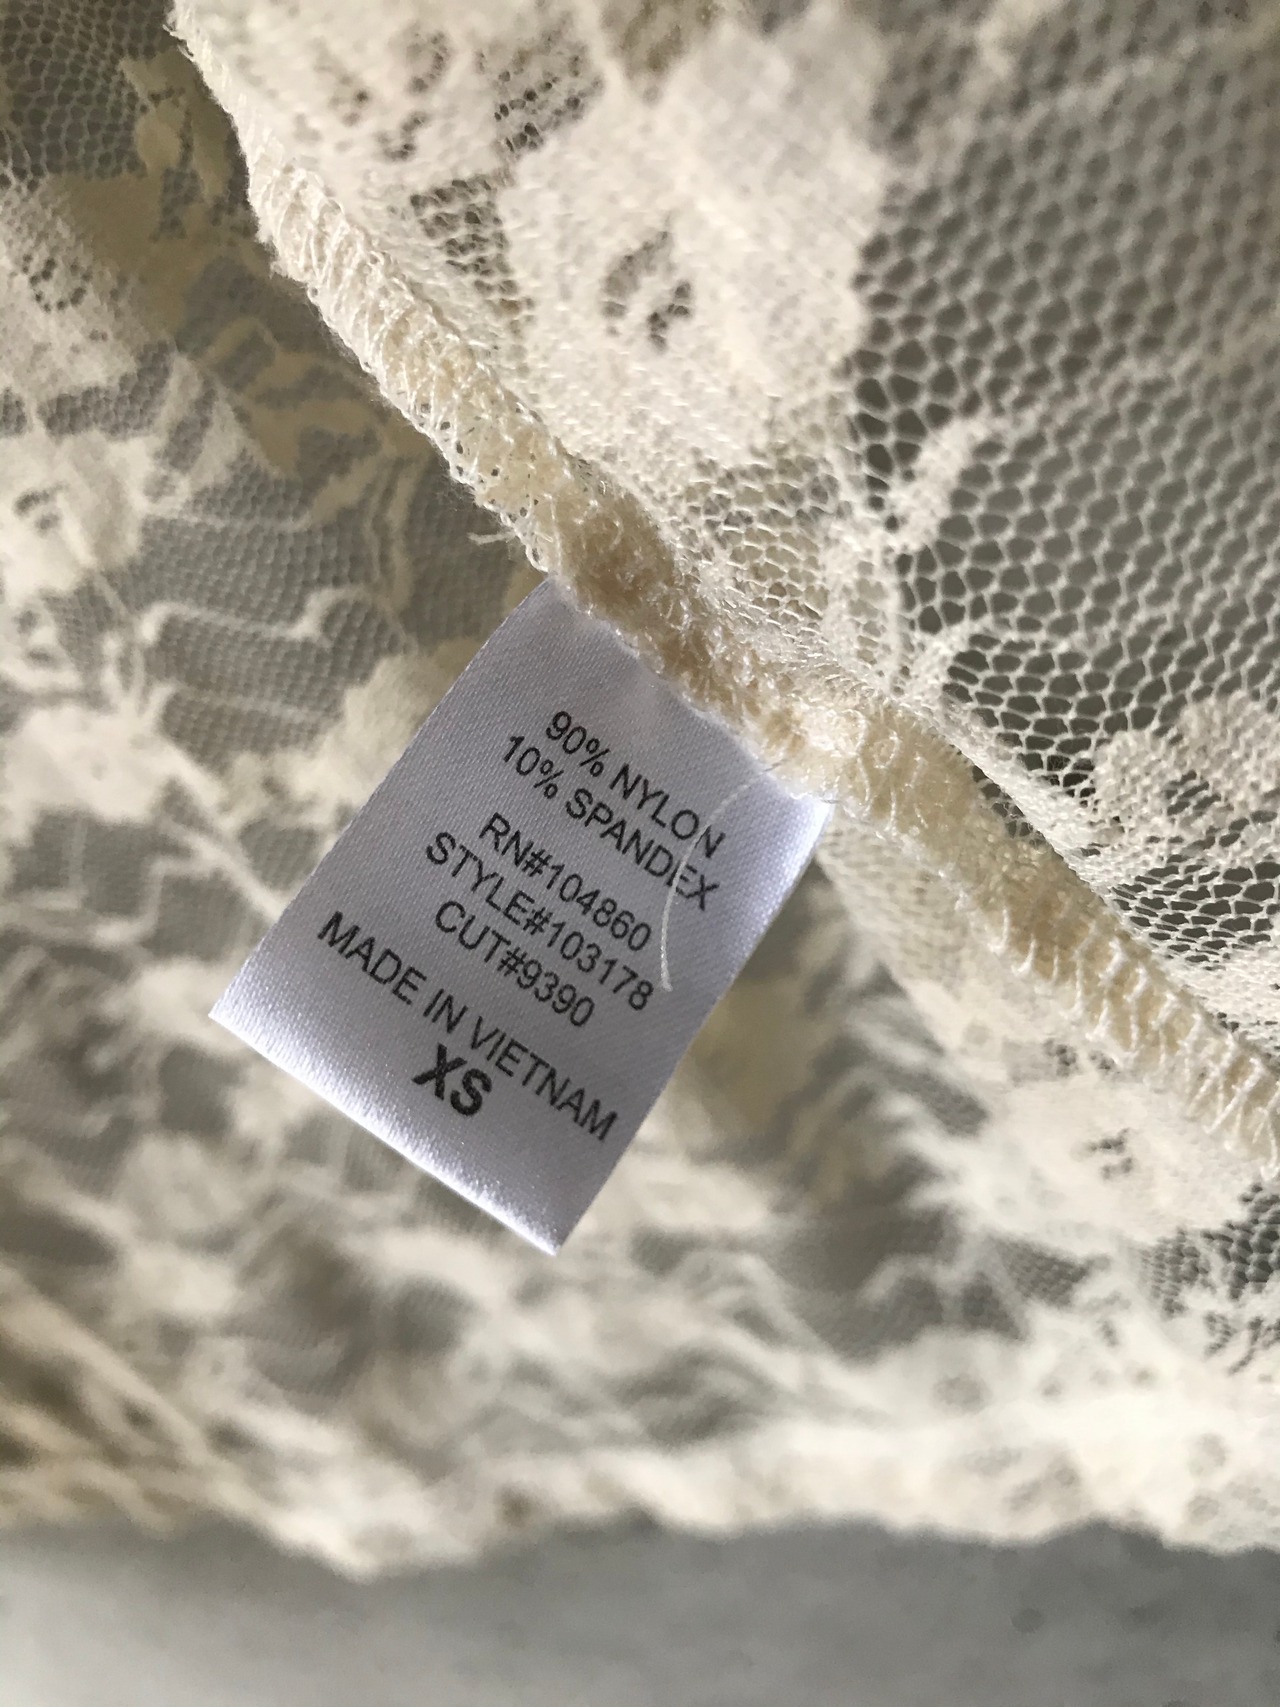 90% NYLON
10% SPANDEX
RN#104860
STYLE#103178
CUT#9390
MADE IN VIETNAM
XS